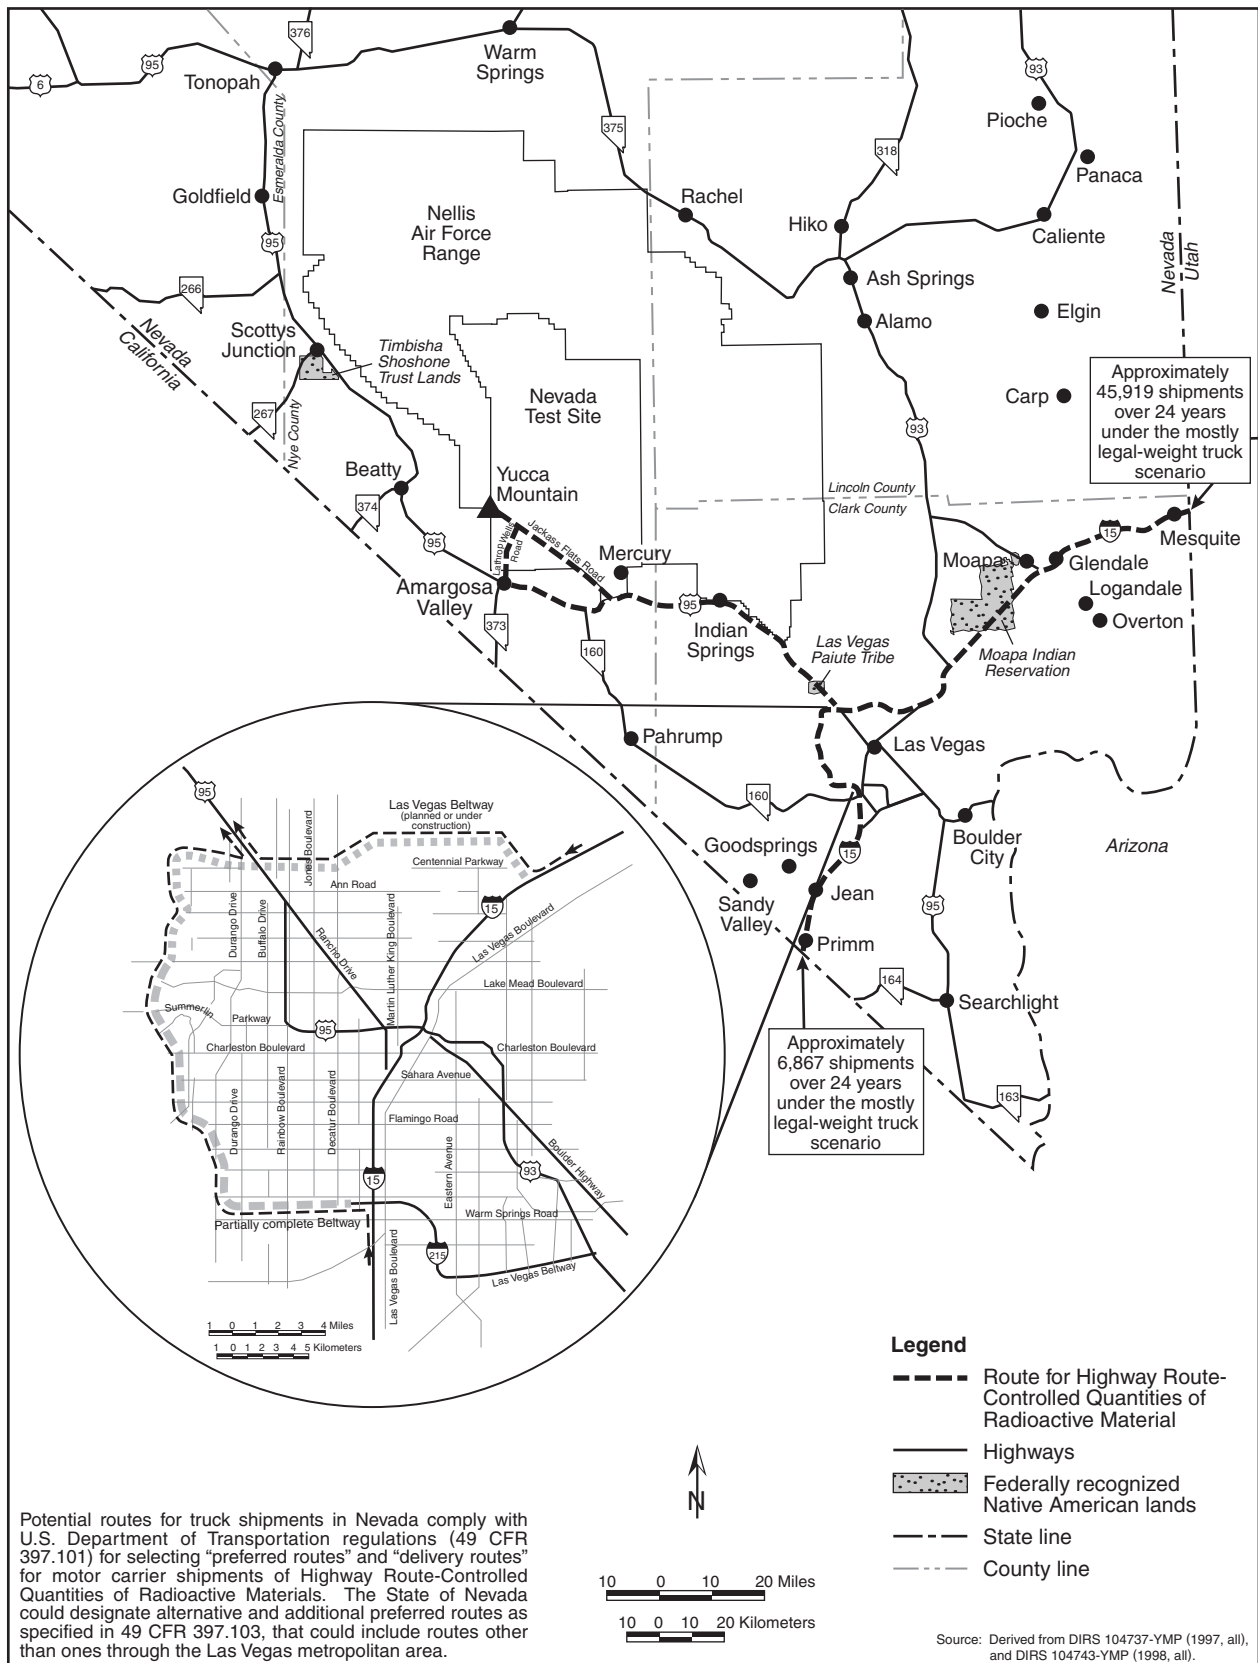 376
95
6
Tonopah
Warm
Springs
93
Pioche
375
318
Panaca
Esmeralda County
Goldfield
Nellis
Air Force
Range
Rachel
Hiko
Caliente
95
Nevada
Utah
266
Ash Springs
Nevada
California
Scottys
Junction
Timbisha
Shoshone
Trust Lands
Alamo
Elgin
Approximately
45,919 shipments
over 24 years
under the mostly
legal-weight truck
scenario
Nevada
Test Site
Carp
267
Nye County
93
Beatty
Yucca
Mountain
Lincoln County
Clark County
374
95
Lathrop Wells
Road
Jackass Flats Road
Mercury
15
Mesquite
Moapa
Glendale
Amargosa
Valley
Logandale
95
Overton
373
160
Indian
Springs
Las Vegas
Paiute Tribe
Moapa Indian
Reservation
Pahrump
Las Vegas
160
Boulder
City
Arizona
Goodsprings
15
Sandy
Valley
Jean
95
Primm
164
Searchlight
Approximately
6,867 shipments
over 24 years
under the mostly
legal-weight truck
scenario
163
95
Las Vegas Beltway
(planned or under
construction)
Jones Boulevard
Centennial Parkway
Ann Road
15
Durango Drive
Buffalo Drive
Rancho Drive
Martin Luther King Boulevard
Las Vegas Boulevard
Lake Mead Boulevard
Summerlin
Parkway
95
Charleston Boulevard
Charleston Boulevard
Sahara Avenue
Durango Drive
Rainbow Boulevard
Decatur Boulevard
Flamingo Road
Eastern Avenue
Boulder Highway
15
93
Warm Springs Road
Partially complete Beltway
215
Las Vegas Boulevard
Las Vegas Beltway
1 0 1 2 3 4 Miles
1 0 1 2 3 4 5 Kilometers
Legend
Route for Highway Route-
Controlled Quantities of
Radioactive Material
Highways
Federally recognized
Native American lands
State line
County line
N
10 0 10 20 Miles
10 0 10 20 Kilometers
Potential routes for truck shipments in Nevada comply with
U.S. Department of Transportation regulations (49 CFR
397.101) for selecting “preferred routes” and “delivery routes”
for motor carrier shipments of Highway Route-Controlled
Quantities of Radioactive Materials. The State of Nevada
could designate alternative and additional preferred routes as
specified in 49 CFR 397.103, that could include routes other
than ones through the Las Vegas metropolitan area.
Source: Derived from DIRS 104737-YMP (1997, all),
and DIRS 104743-YMP (1998, all).